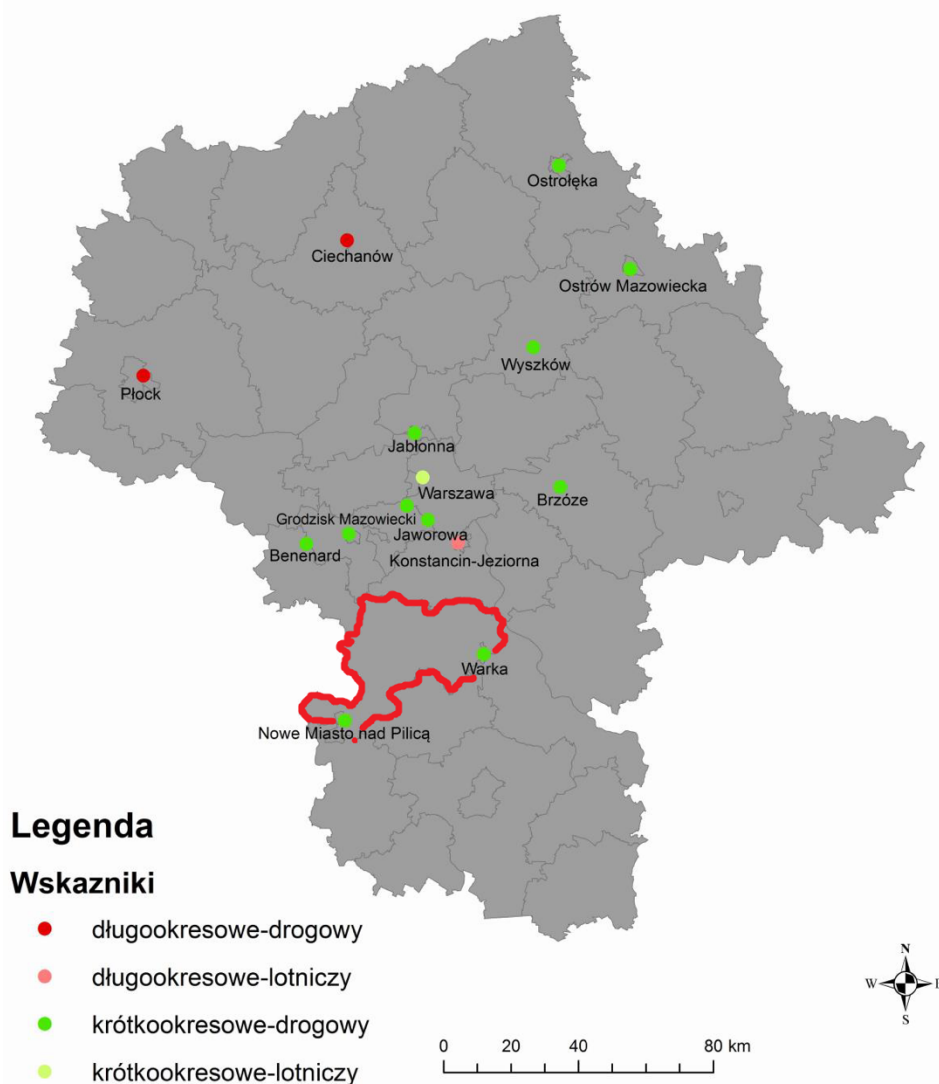 Ostrołęka
Ciechanów
Ostrów Mazowiecka
Wyszków
Płock
Jabłonna
Warszawa
Brzóze
Grodzisk Mazowiecki
Jaworowa
Benenard
Konstancin-Jeziorna
Warka
Nowe Miasto nad Pilicą
Legenda
Wskazniki
długookresowe-drogowy
długookresowe-lotniczy
krótkookresowe-drogowy
krótkookresowe-lotniczy
N
W E
S
0 20 40 80 km